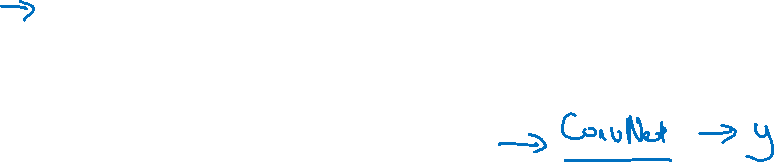 →
→ ConvNet → y